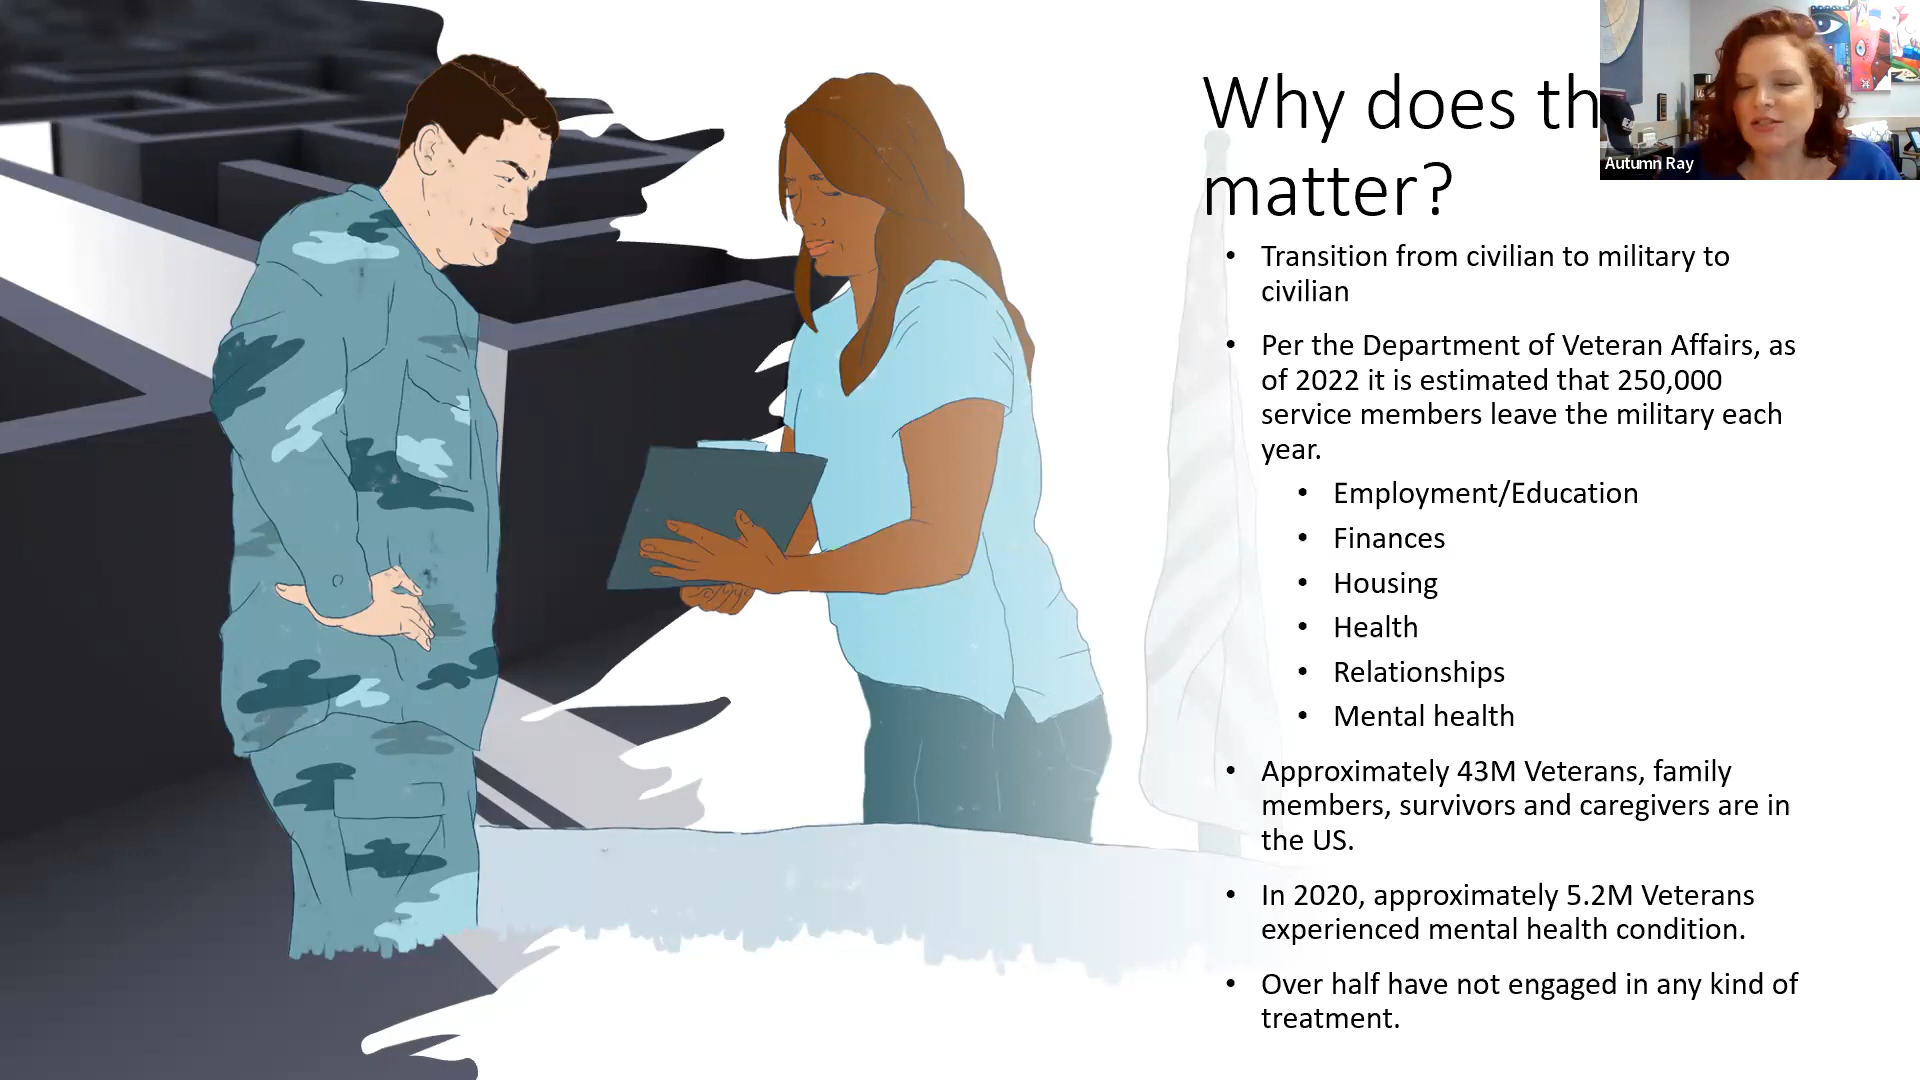 Why does th
matter?
Autumn Ray
• Transition from civilian to military to
civilian
• Per the Department of Veteran Affairs, as
of 2022 it is estimated that 250,000
service members leave the military each
year.
• Employment/Education
• Finances
• Housing
• Health
• Relationships
• Mental health
• Approximately 43M Veterans, family
members, survivors and caregivers are in
the US.
• In 2020, approximately 5.2M Veterans
experienced mental health condition.
• Over half have not engaged in any kind of
treatment.